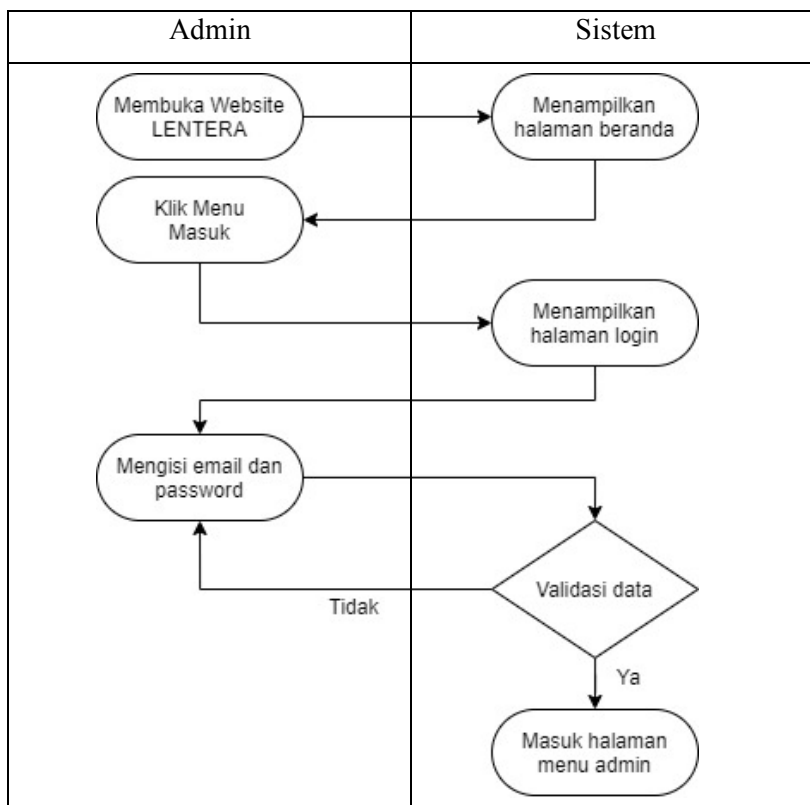 Admin
Sistem
Membuka Website
LENTERA
Menampilkan
halaman beranda
Klik Menu
Masuk
Menampilkan
halaman login
Mengisi email dan
password
Validasi data
Tidak
Ya
Masuk halaman
menu admin